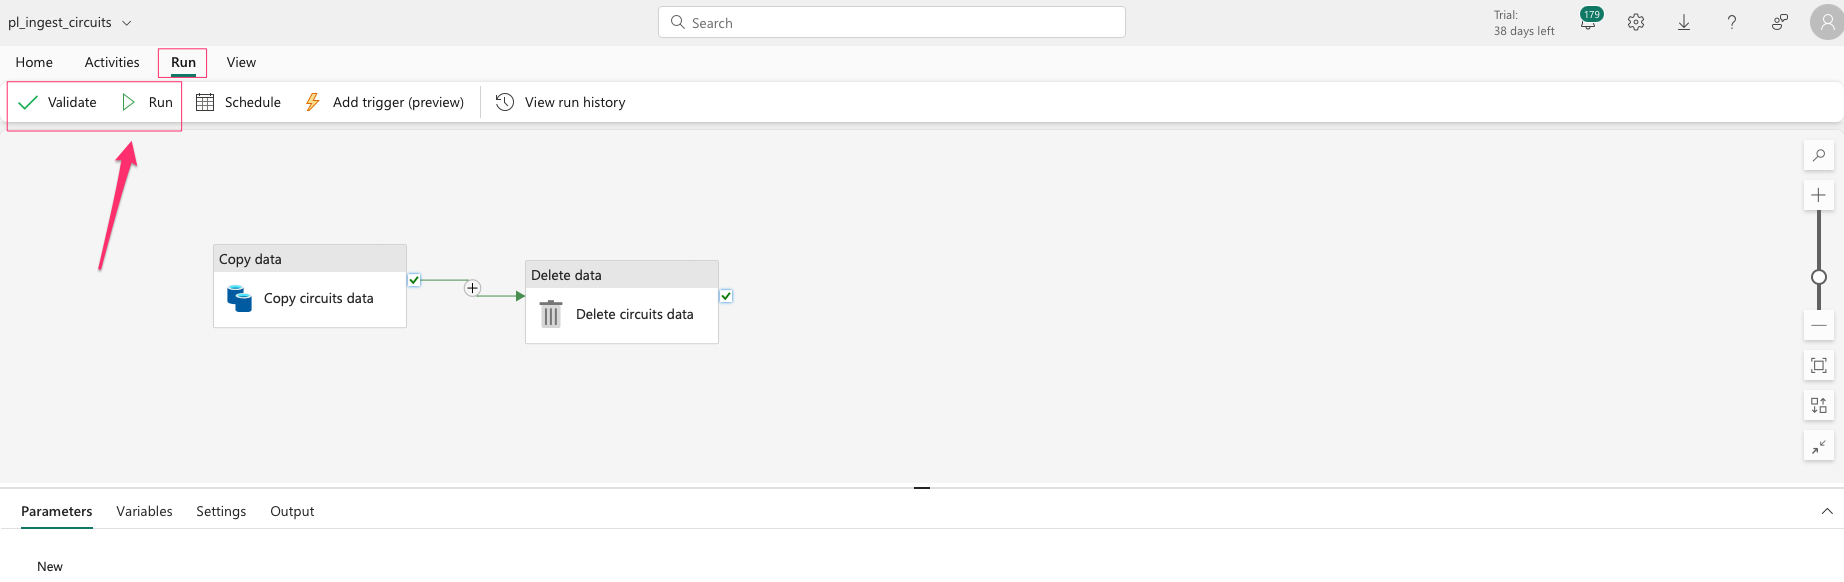 pl_ingest_circuits
Search
Trial:
38 days left
179
Home Activities Run View
Validate Run Schedule Add trigger (preview) View run history
Copy data
Copy circuits data
Delete data
Delete circuits data
Parameters Variables Settings Output
New